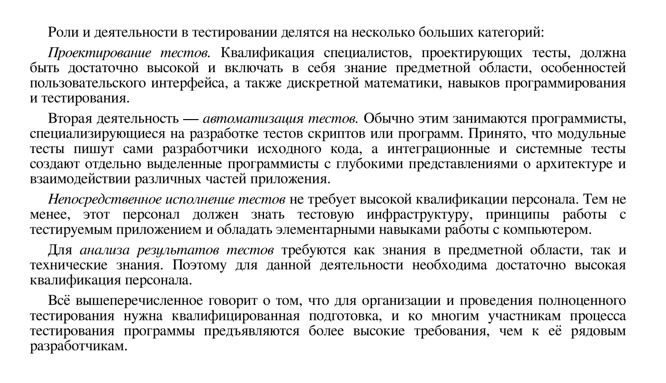 Роли и деятельности в тестировании делятся на несколько больших категорий:
Проектирование тестов. Квалификация специалистов, проектирующих тесты, должна
быть достаточно высокой и включать в себя знание предметной области, особенностей
пользовательского интерфейса, а также дискретной математики, навыков программирования
и тестирования.
Вторая деятельность — автоматизация тестов. Обычно этим занимаются программисты,
специализирующиеся на разработке тестов скриптов или программ. Принято, что модульные
тесты пишут сами разработчики исходного кода, а интеграционные и системные тесты
создают отдельно выделенные программисты с глубокими представлениями о архитектуре и
взаимодействии различных частей приложения.
Непосредственное исполнение тестов не требует высокой квалификации персонала. Тем не
менее, этот персонал должен знать тестовую инфраструктуру, принципы работы с
тестируемым приложением и обладать элементарными навыками работы с компьютером.
Для анализа результатов тестов требуются как знания в предметной области, так и
технические знания. Поэтому для данной деятельности необходима достаточно высокая
квалификация персонала.
Всё вышеперечисленное говорит о том, что для организации и проведения полноценного
тестирования нужна квалифицированная подготовка, и ко многим участникам процесса
тестирования программы предъявляются более высокие требования, чем к её рядовым
разработчикам.